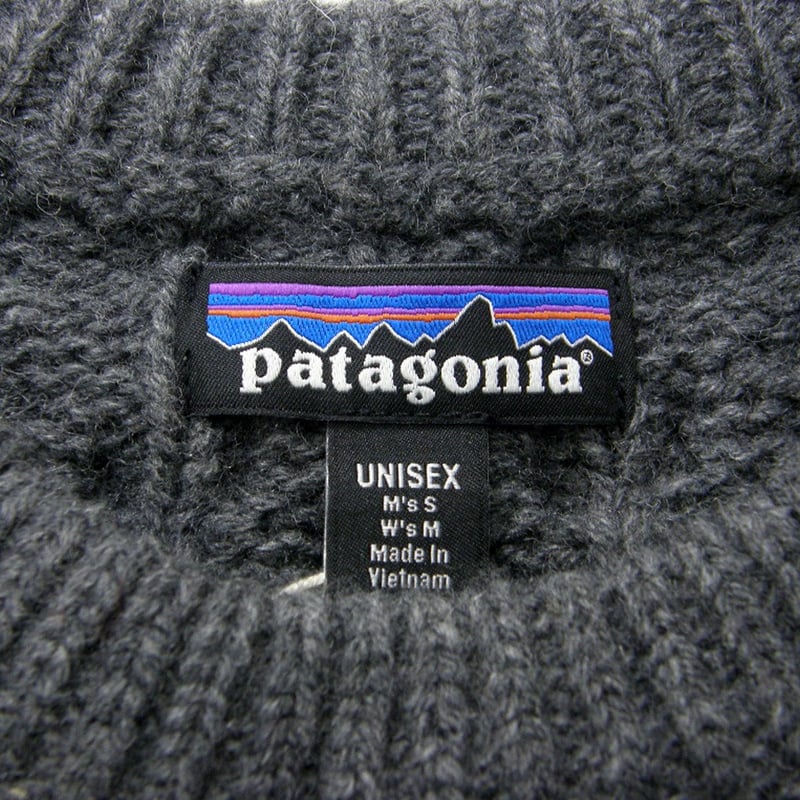 patagonia®
UNISEX
M's S
W's M
Made In
Vietnam